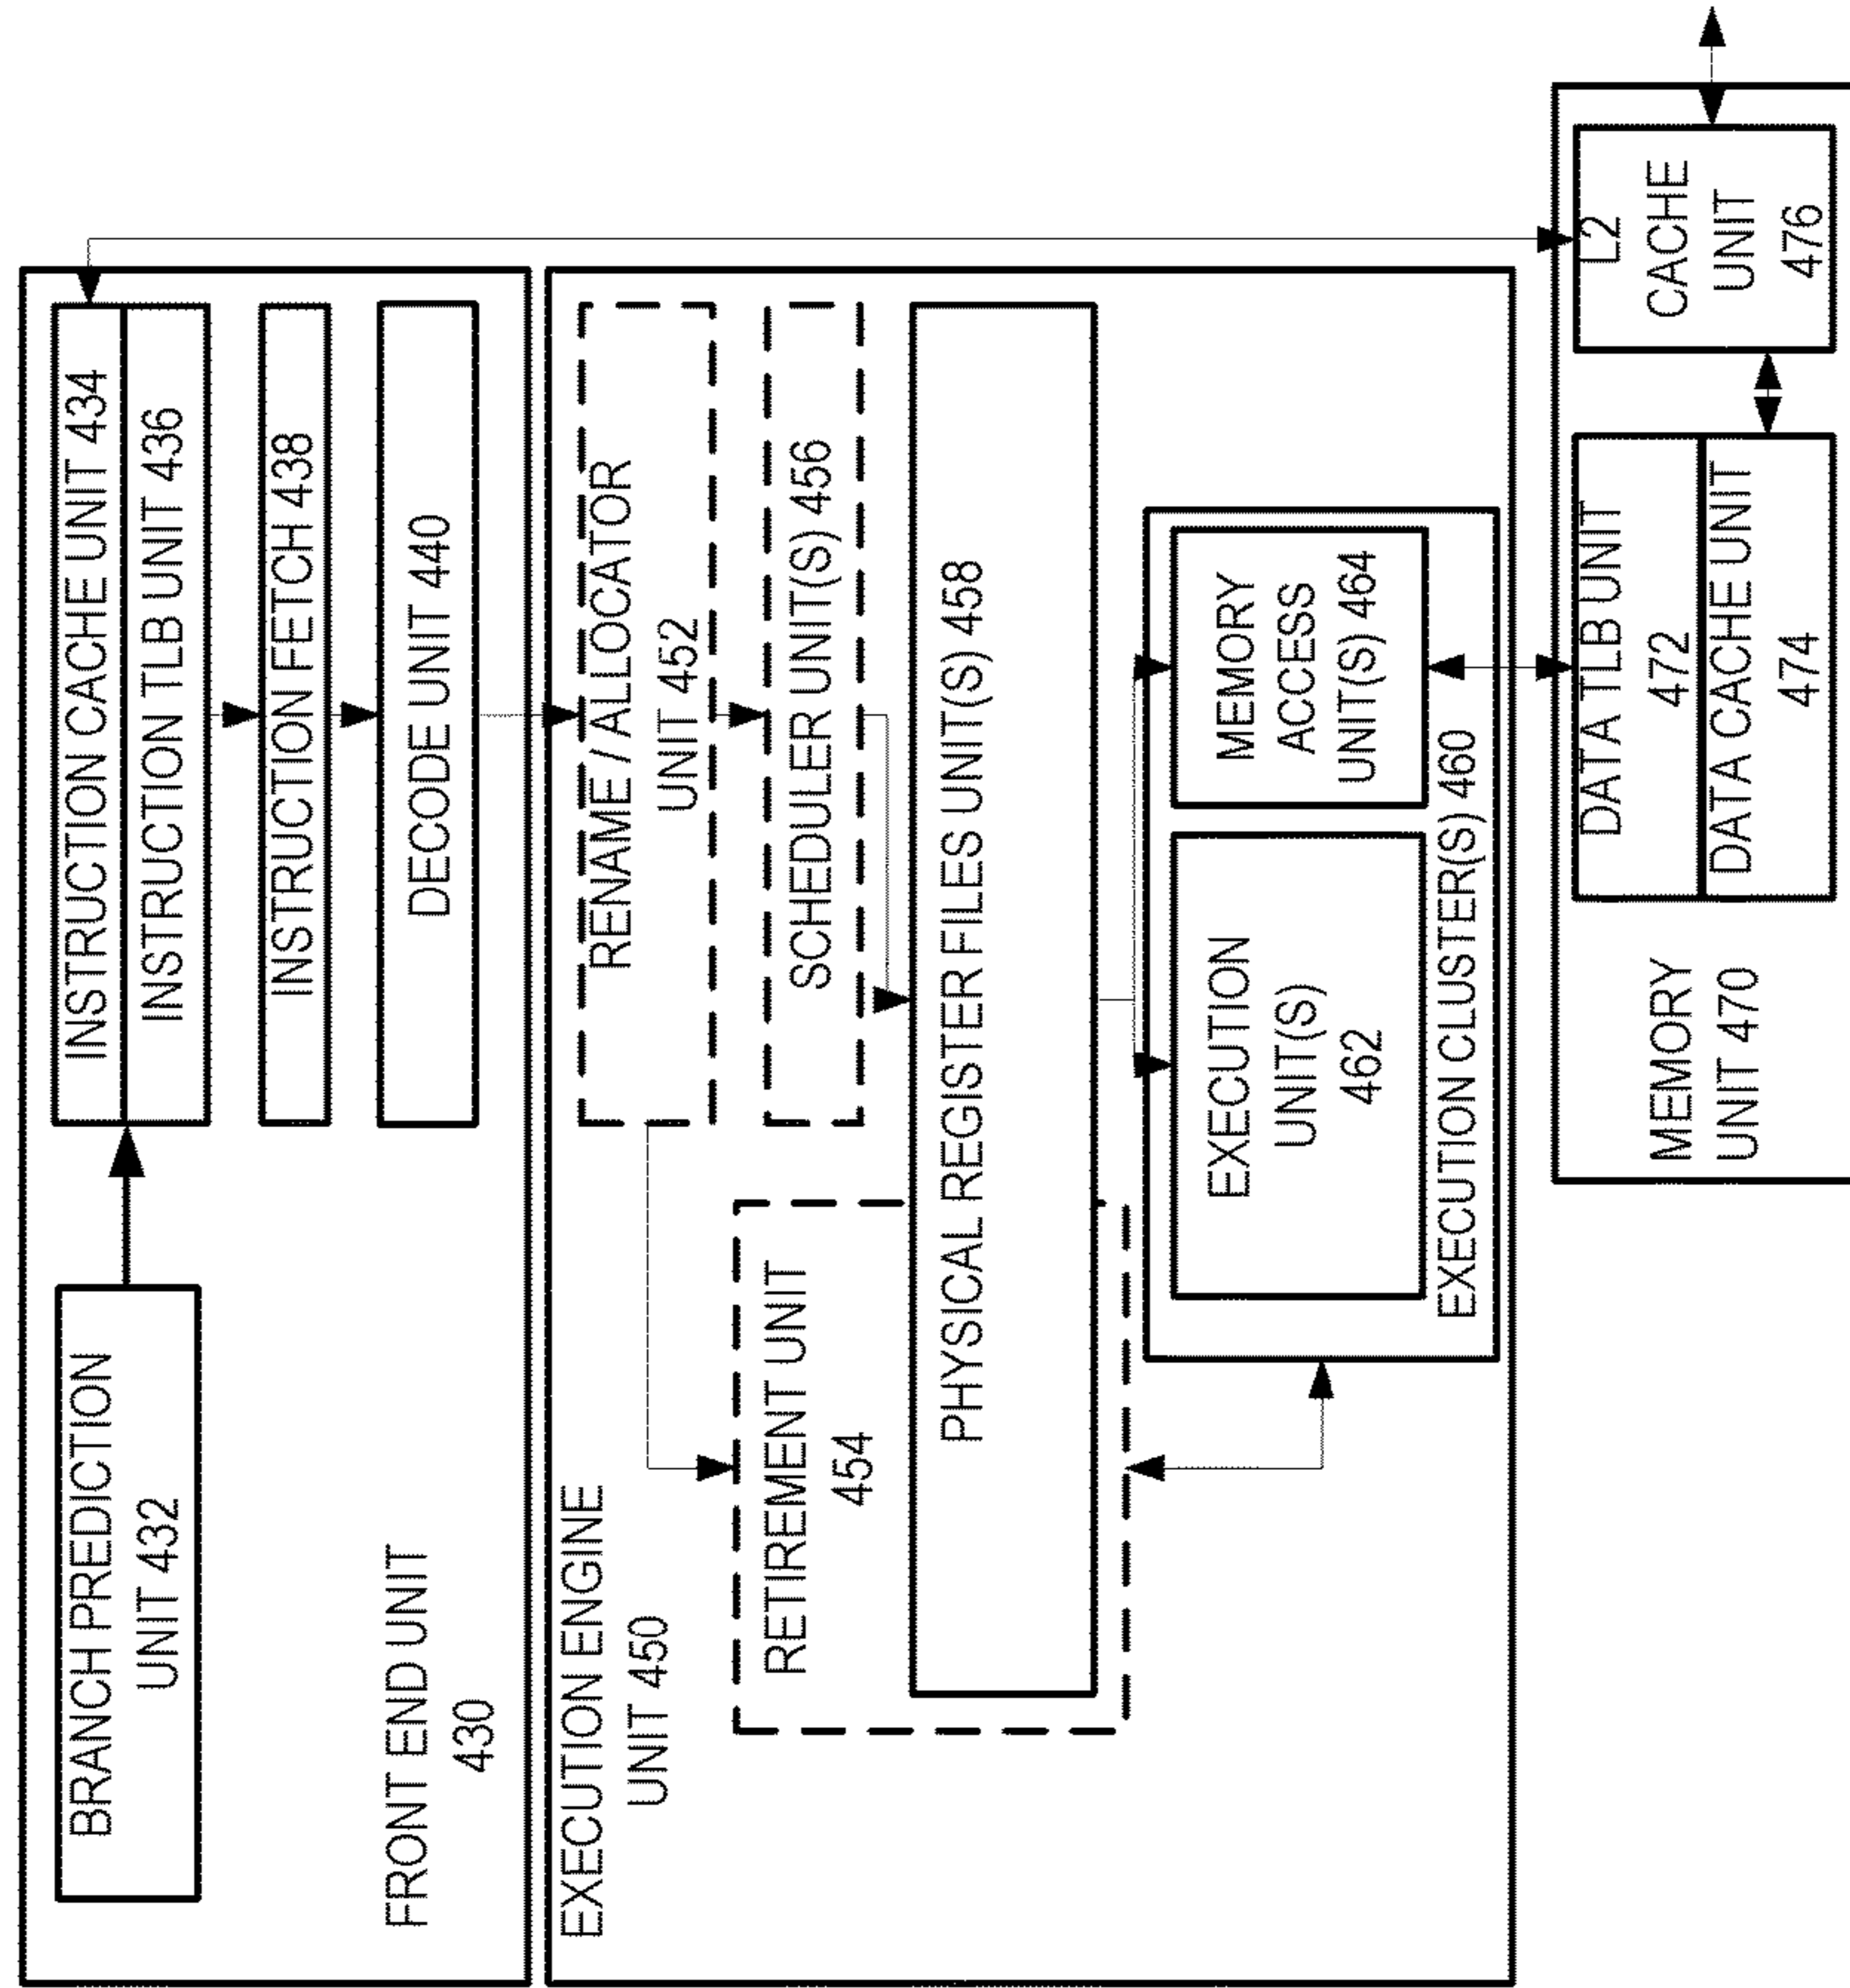 BRANCH PREDICTION
UNIT 432
INSTRUCTION CACHE UNIT 434
INSTRUCTION TLB UNIT 436
INSTRUCTION FETCH 438
DECODE UNIT 440
FRONT END UNIT
430
EXECUTION ENGINE
UNIT 450
RENAME / ALLOCATOR
UNIT 452
RETIREMENT UNIT
454
SCHEDULER UNIT(S) 456
PHYSICAL REGISTER FILES UNIT(S) 458
EXECUTION
UNIT(S)
462
MEMORY
ACCESS
UNIT(S) 464
EXECUTION CLUSTER(S) 460
MEMORY
UNIT 470
DATA TLB UNIT
472
DATA CACHE UNIT
474
L2
CACHE
UNIT
476